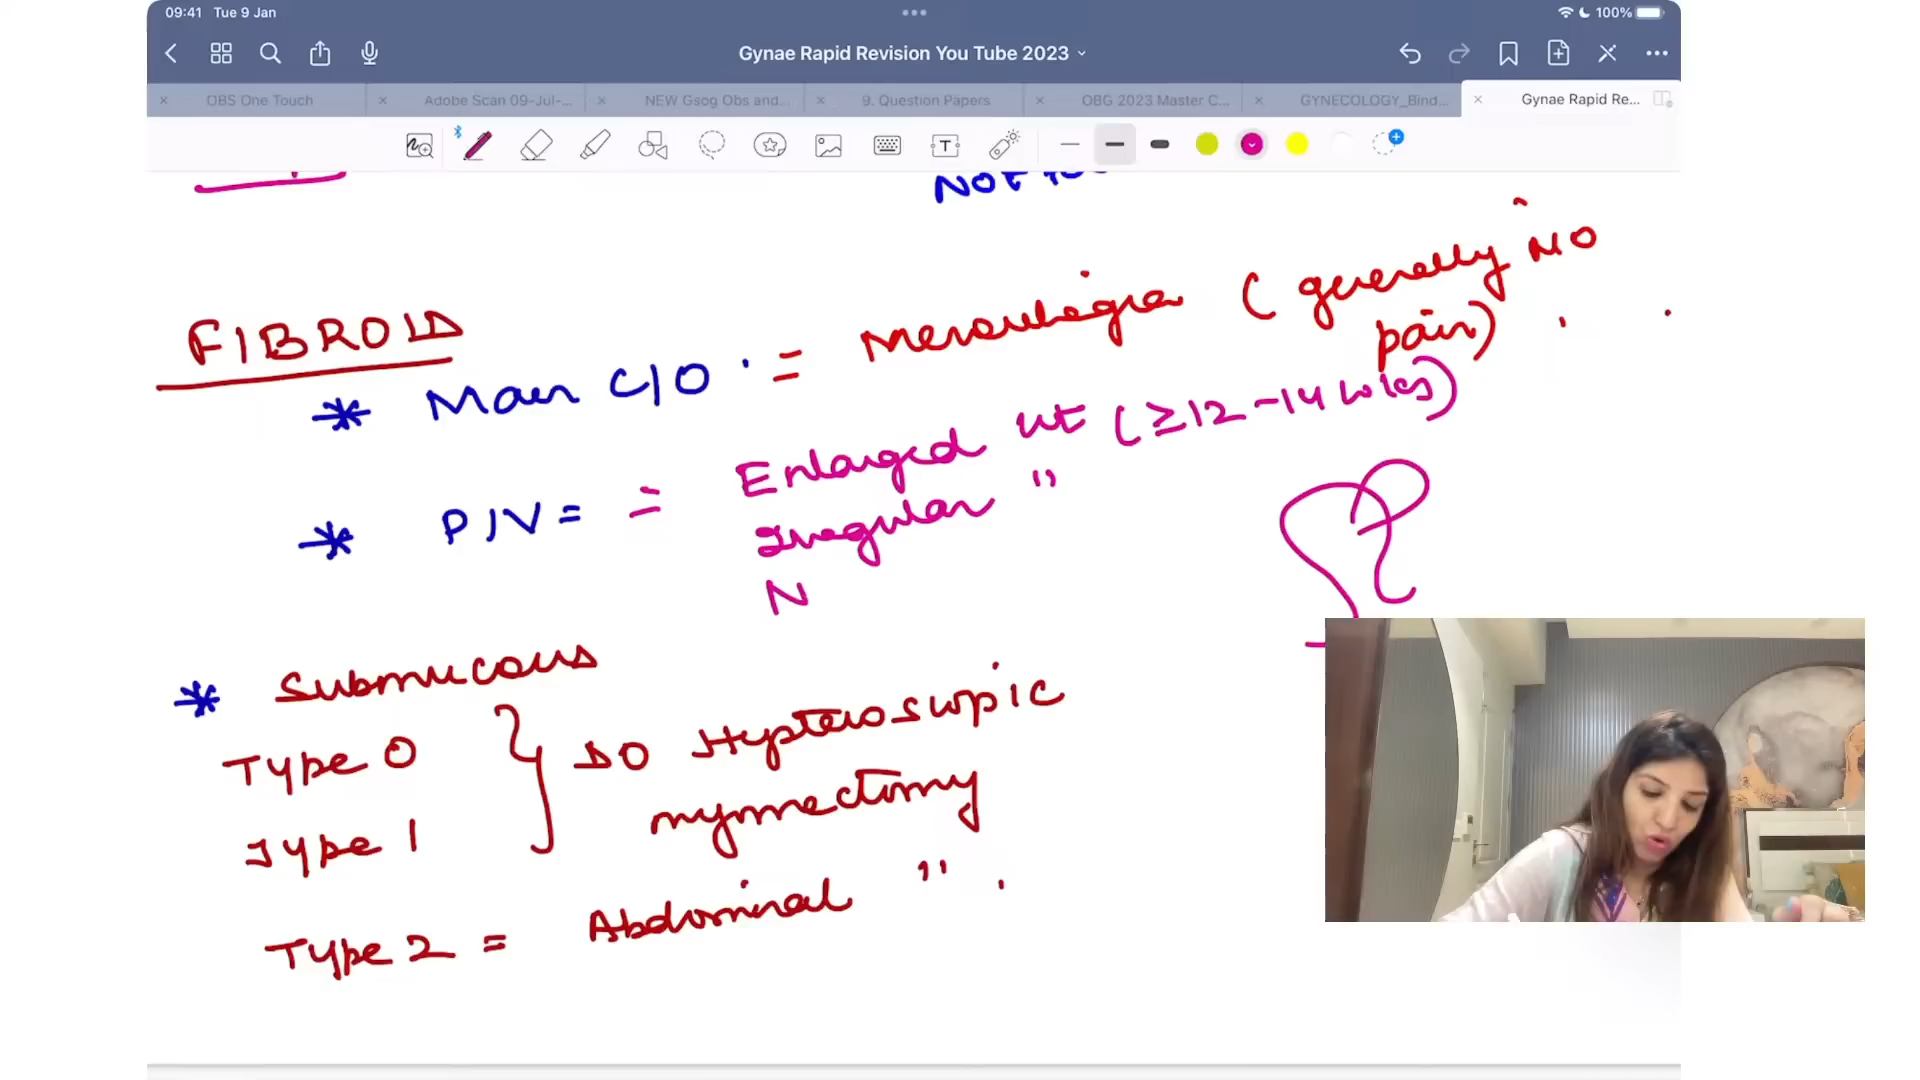 09:41 Tue 9 Jan
100%
Gynae Rapid Revision You Tube 2023
OBS One Touch
Adobe Scan 09-Jul-...
NEW Gsog Obs and...
9. Question Papers
OBG 2023 Master C...
GYNECOLOGY_Bind...
Gynae Rapid Re...
NOT
FIBROID
* Main C/O = Menorrhagia (generally NO pain)
* P/V = = Enlarged ut (≥12-14 wks)
Irregular "
N
* Submucous
Type 0
Type 1
DO Hysteroscopic
myomectomy
Type 2 = Abdominal "